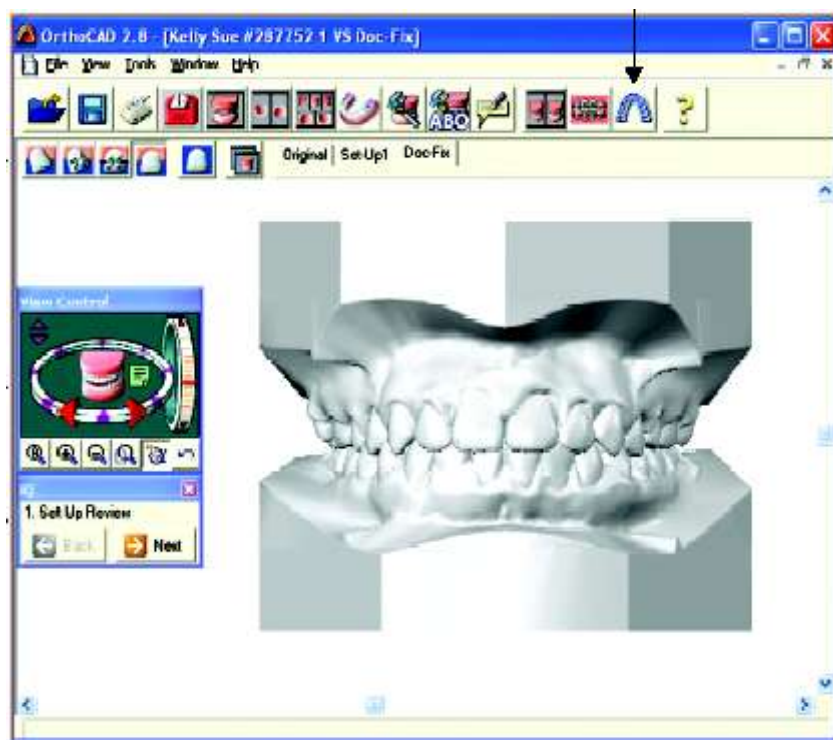 OrthoCAD 2.8 - [Kelly Sue #287752 1 VS Doc-Fix]
File View Tools Window Help
ABQ
?
Original Set-Up1 Doc-Fix
View Control
1. Set Up Review
Back Next